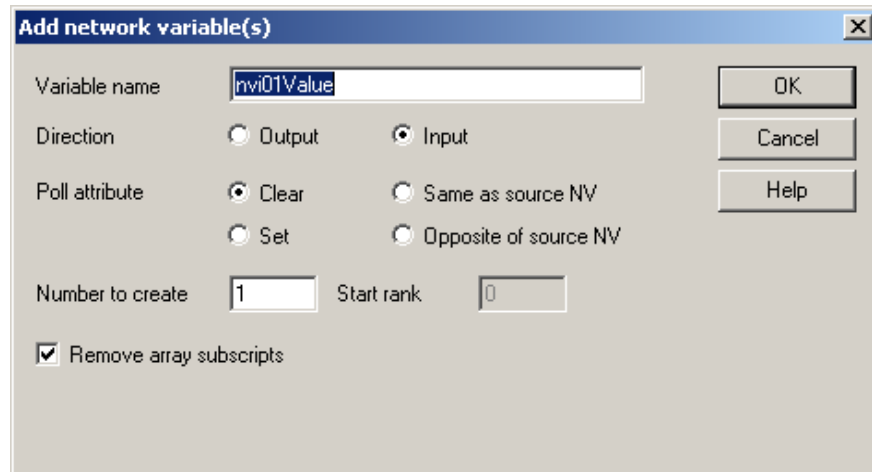 Add network variable(s)
Variable name nvi01Value OK
Direction Output Input Cancel
Poll attribute Clear Same as source NV Help
Set Opposite of source NV
Number to create 1 Start rank 0
Remove array subscripts